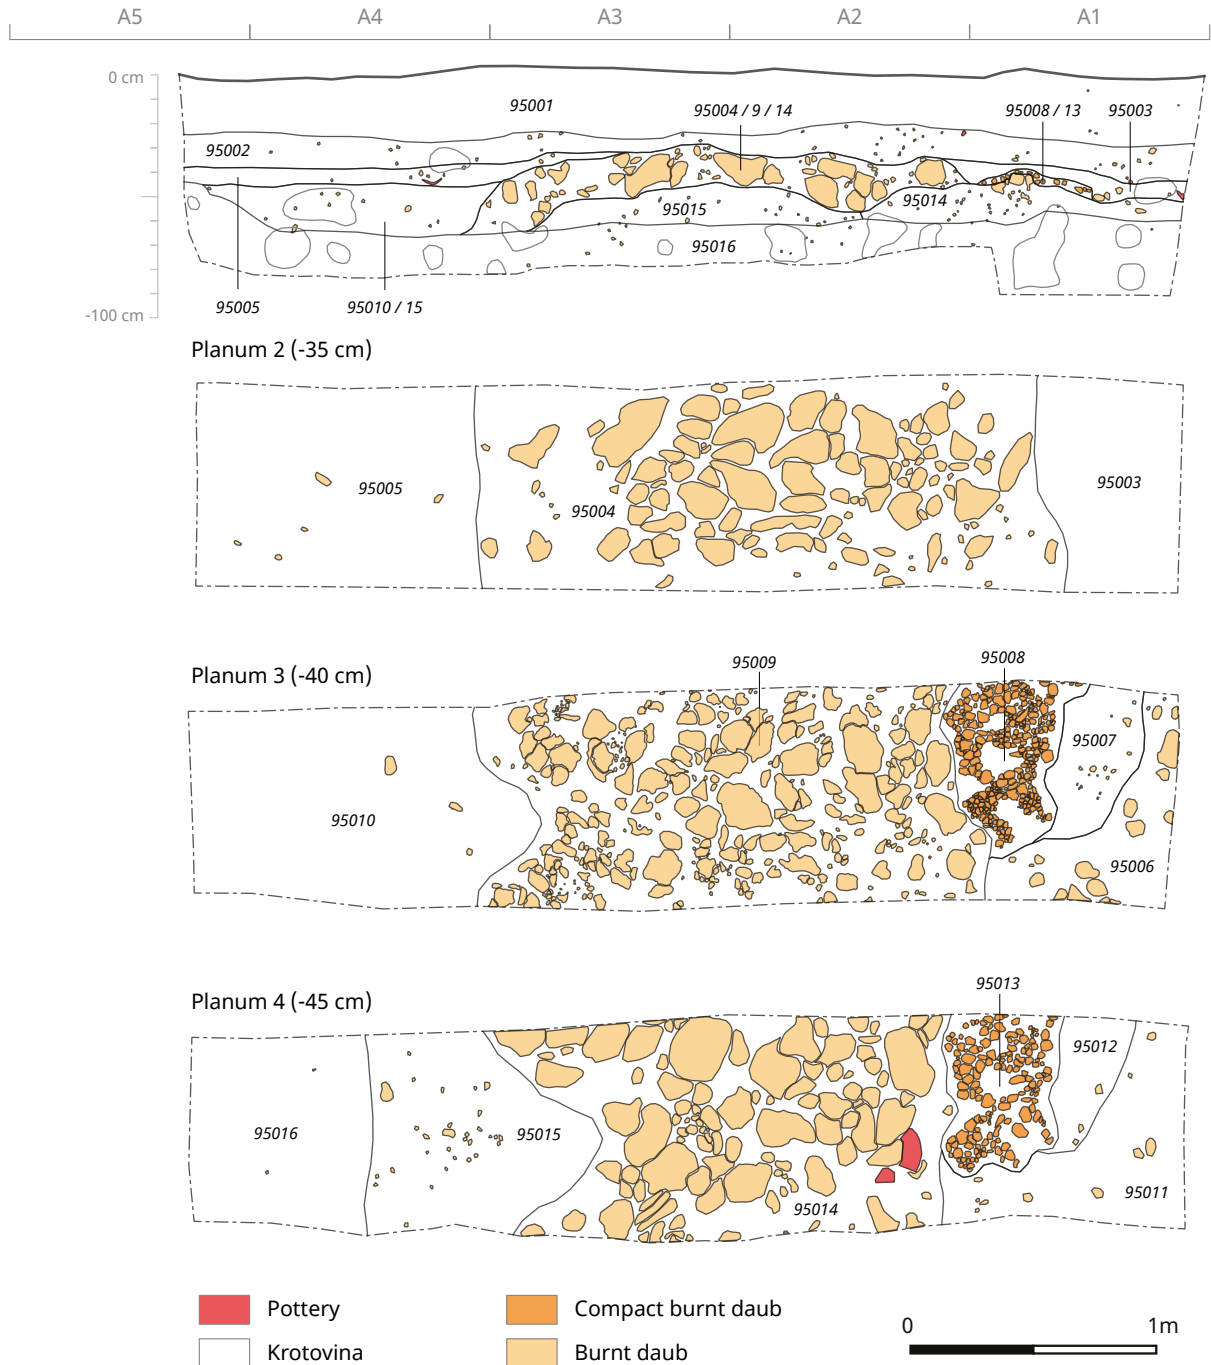 A5 A4 A3 A2 A1
0 cm
95001
95004 / 9 / 14
95008 / 13
95003
95002
95015
95014
95016
95005
95010 / 15
-100 cm
Planum 2 (-35 cm)
95005
95004
95003
Planum 3 (-40 cm)
95009
95008
95007
95010
95006
Planum 4 (-45 cm)
95013
95012
95016
95015
95014
95011
Pottery
Compact burnt daub
Krotovina
Burnt daub
0 1m